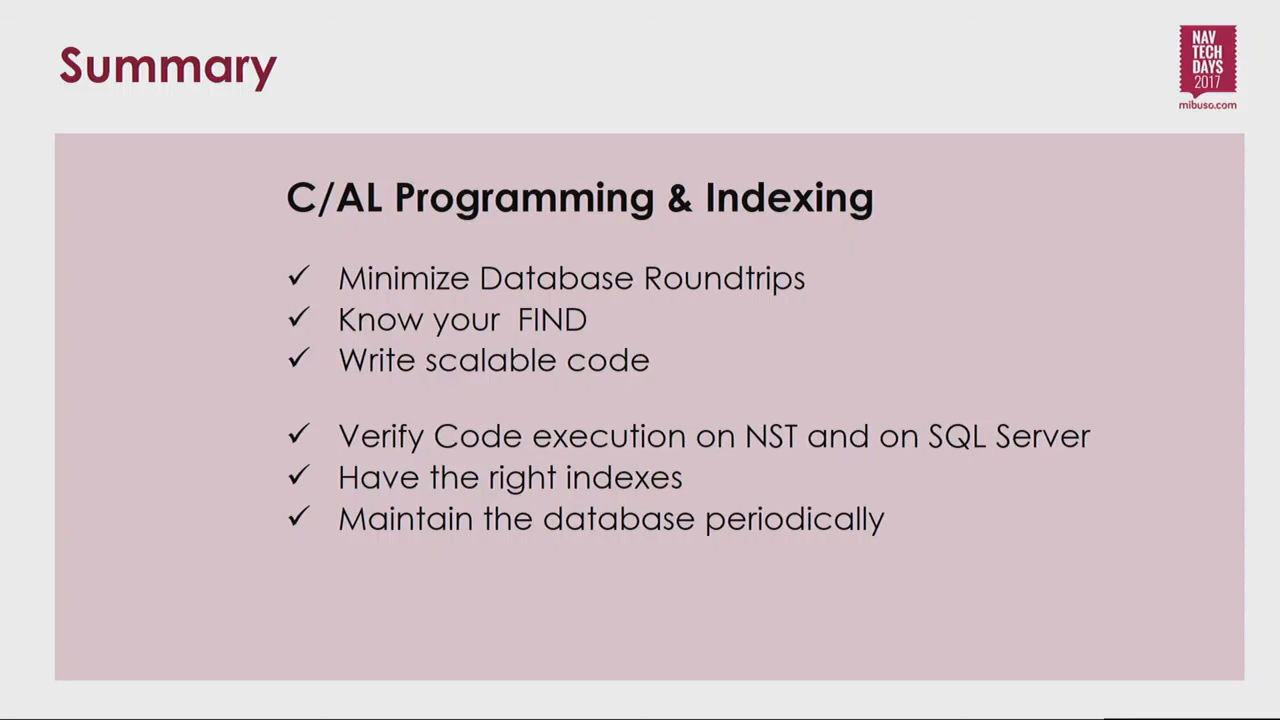 Summary
NAV
TECH
DAYS
2017
mibuso.com
C/AL Programming & Indexing
✓ Minimize Database Roundtrips
✓ Know your  FIND
✓ Write scalable code
✓ Verify Code execution on NST and on SQL Server
✓ Have the right indexes
✓ Maintain the database periodically